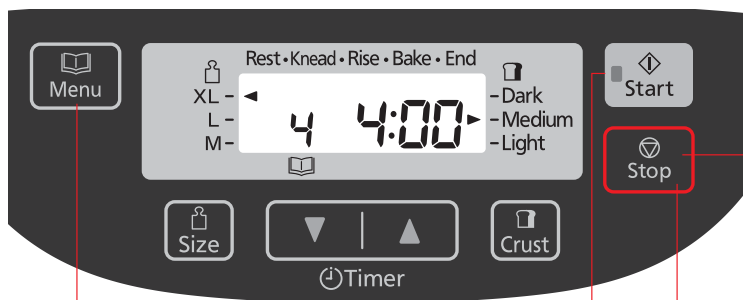 Menu
Rest • Knead • Rise • Bake • End
XL –
L –
M –
4 4:00
– Dark
– Medium
– Light
Start
Stop
Size
Crust
Timer